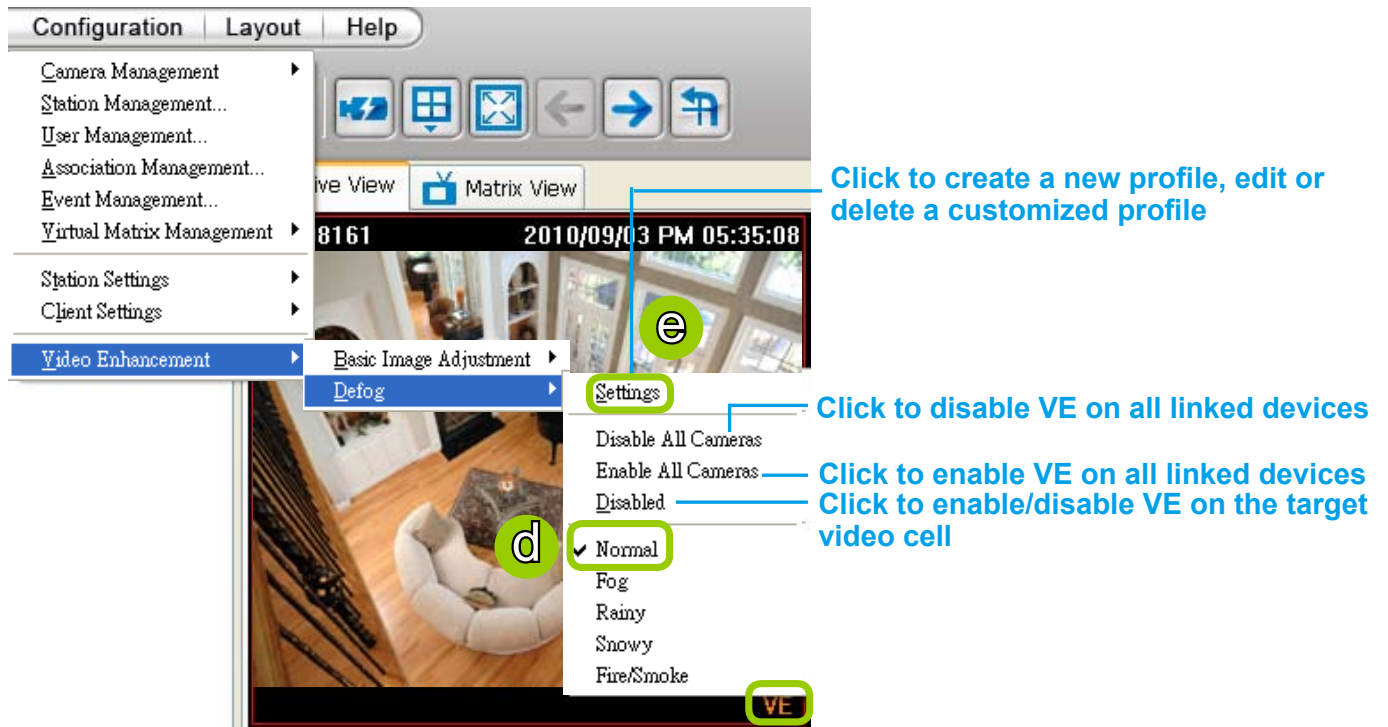 Configuration Layout Help
Camera Management
Station Management...
User Management...
Association Management...
Event Management...
Virtual Matrix Management
Station Settings
Client Settings
Video Enhancement
ive View
Matrix View
8161
2010/09/03 PM 05:35:08
Click to create a new profile, edit or
delete a customized profile
e
Basic Image Adjustment
Defog
Settings
Disable All Cameras
Click to disable VE on all linked devices
Enable All Cameras
Click to enable VE on all linked devices
Disabled
Click to enable/disable VE on the target
video cell
d
Normal
Fog
Rainy
Snowy
Fire/Smoke
VE